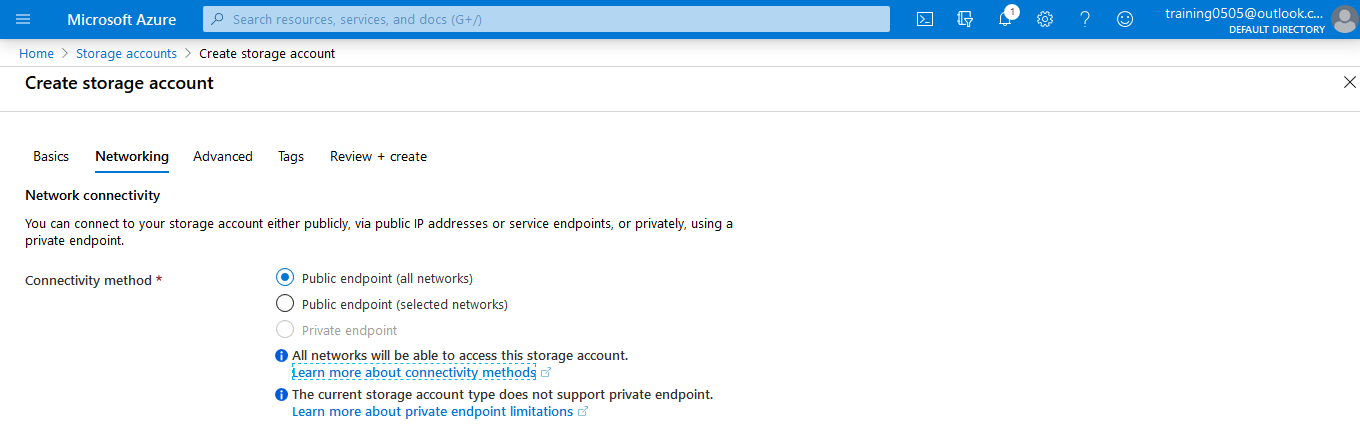 Microsoft Azure
Search resources, services, and docs (G+/)
1
training0505@outlook.c...
DEFAULT DIRECTORY
Home > Storage accounts > Create storage account
Create storage account
Basics Networking Advanced Tags Review + create
Network connectivity
You can connect to your storage account either publicly, via public IP addresses or service endpoints, or privately, using a
private endpoint.
Connectivity method *
Public endpoint (all networks)
Public endpoint (selected networks)
Private endpoint
All networks will be able to access this storage account.
Learn more about connectivity methods
The current storage account type does not support private endpoint.
Learn more about private endpoint limitations